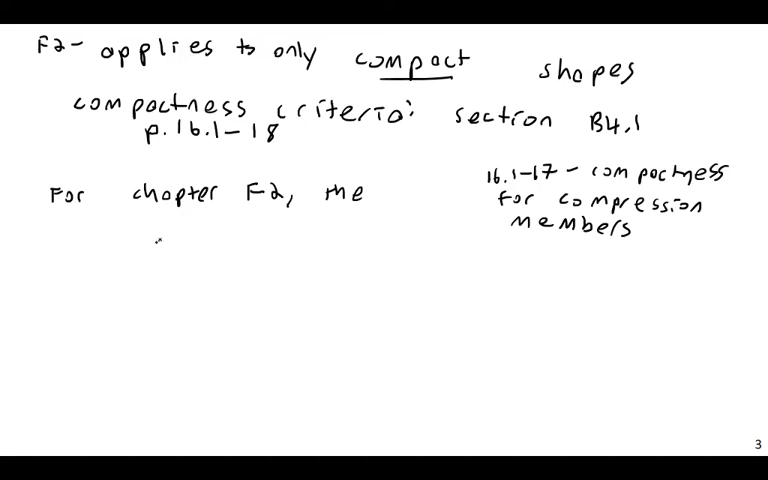 F2- applies to only compact shapes
compactness criteria: section B4.1
p. 16.1-18
16.1-17 - compactness
for compression
members
For chapter F2, the
3